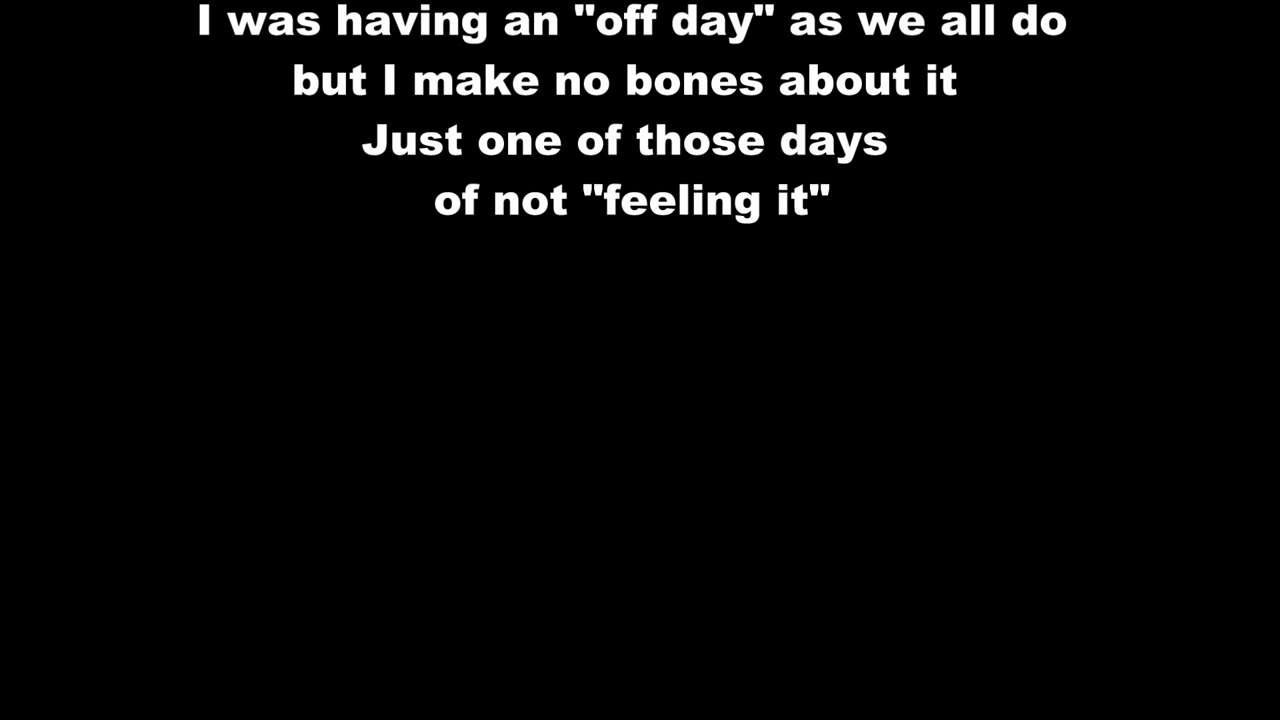 I was having an "off day" as we all do
but I make no bones about it
Just one of those days
of not "feeling it"